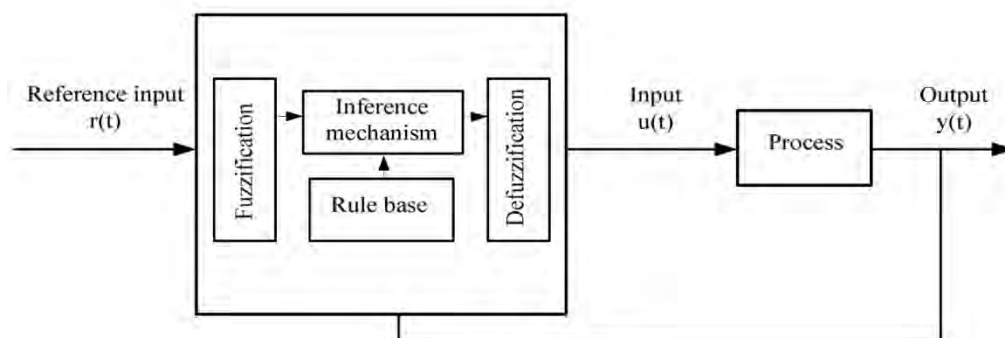 Reference input
r(t)
Fuzzification
Inference
mechanism
Rule base
Defuzzification
Input
u(t)
Process
Output
y(t)